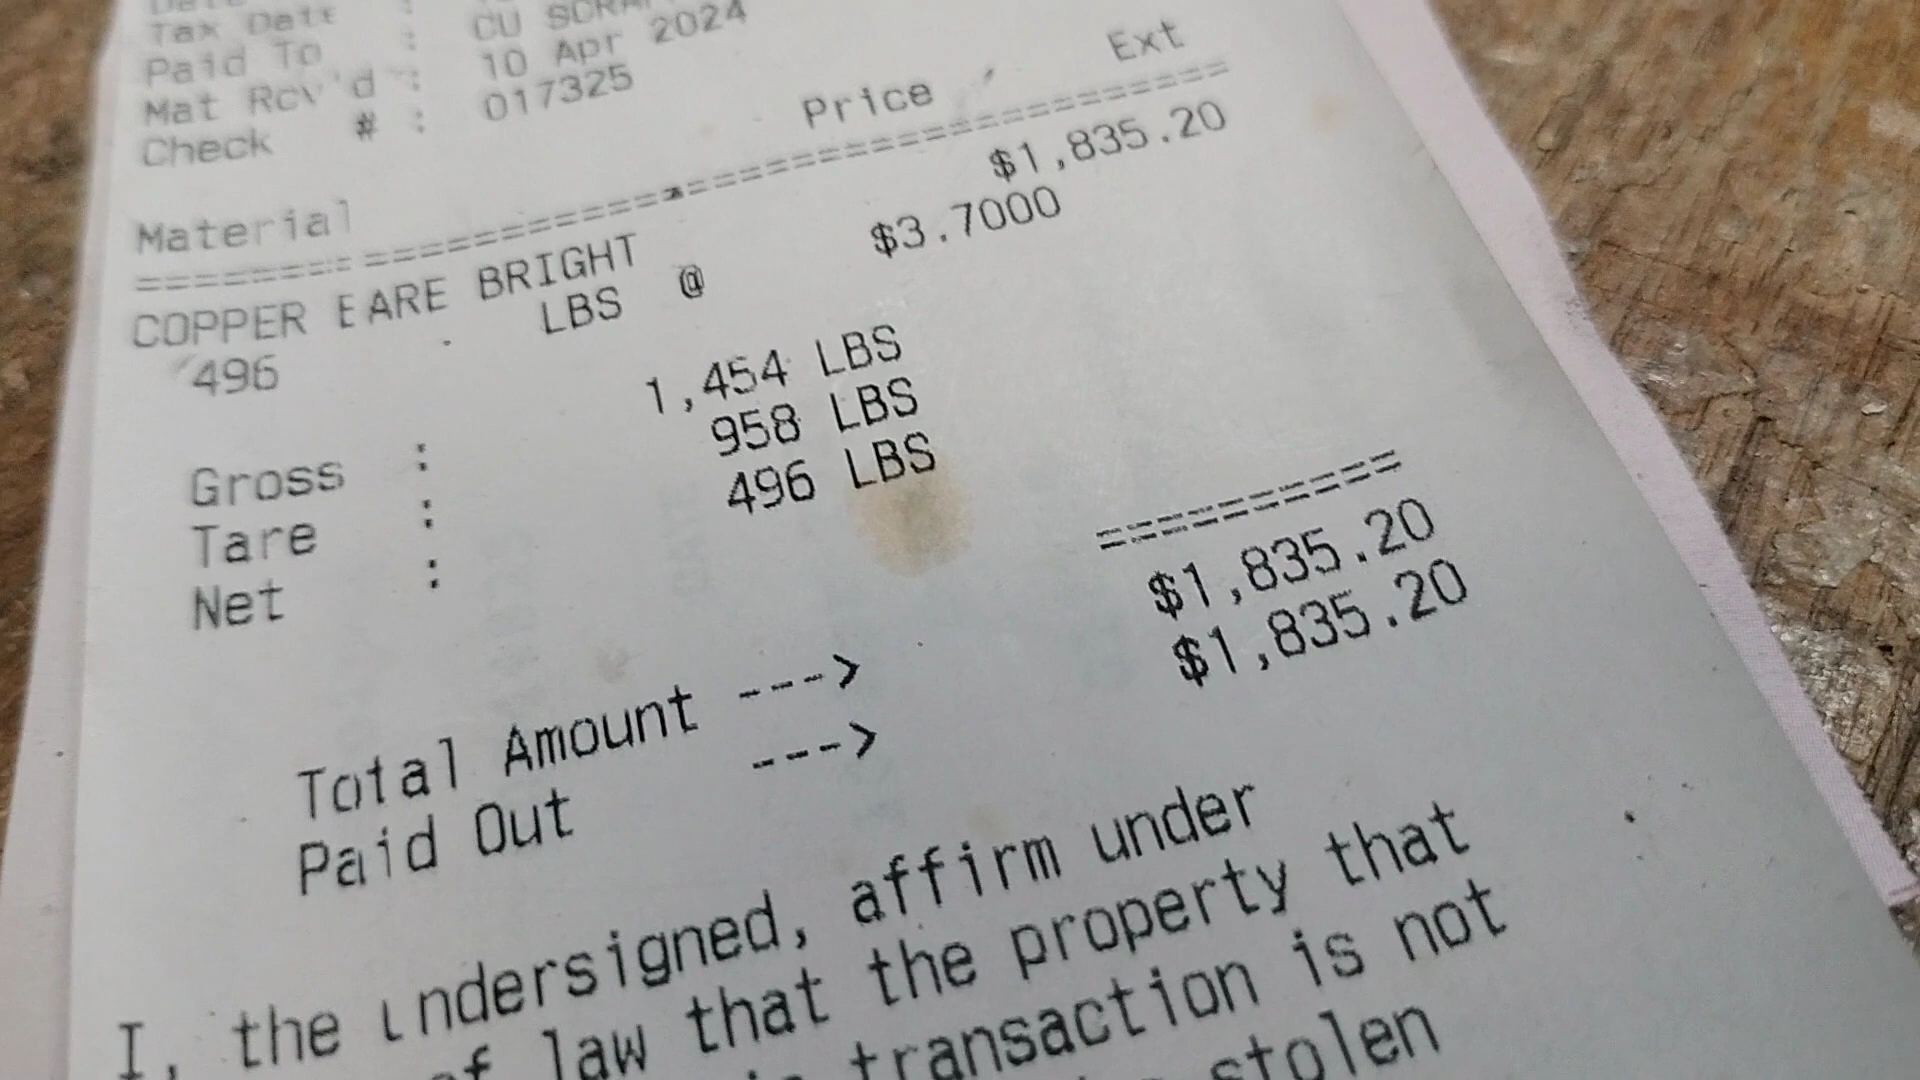 Tax Date :
Paid To : CU SCRAP
Mat Rcv'd : 10 Apr 2024
Check # : 017325
Material Price Ext
==============================================
COPPER BARE BRIGHT $1,835.20
496 LBS @ $3.7000
Gross : 1,454 LBS
Tare : 958 LBS
Net : 496 LBS
==========
Total Amount ---> $1,835.20
Paid Out ---> $1,835.20
I, the undersigned, affirm under
of law that the property that
transaction is not
stolen